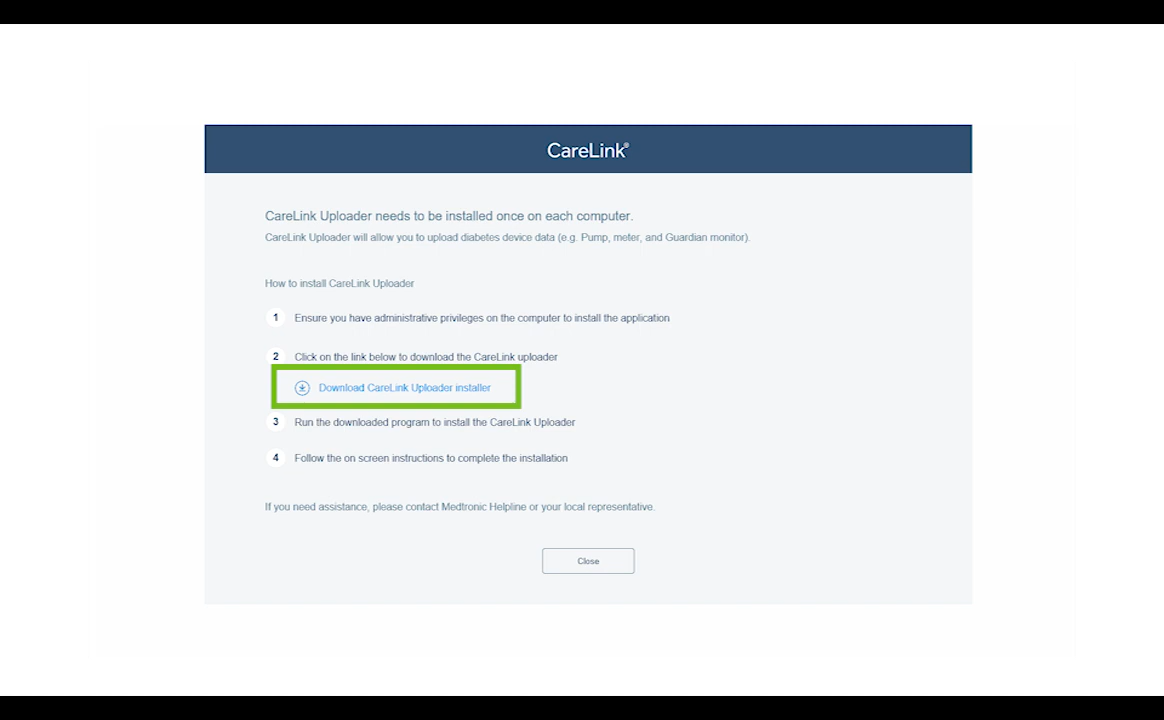 CareLink®
CareLink Uploader needs to be installed once on each computer.
CareLink Uploader will allow you to upload diabetes device data (e.g. Pump, meter, and Guardian monitor).
How to install CareLink Uploader
1 Ensure you have administrative privileges on the computer to install the application
2 Click on the link below to download the CareLink uploader
Download CareLink Uploader installer
3 Run the downloaded program to install the CareLink Uploader
4 Follow the on screen instructions to complete the installation
If you need assistance, please contact Medtronic Helpline or your local representative.
Close